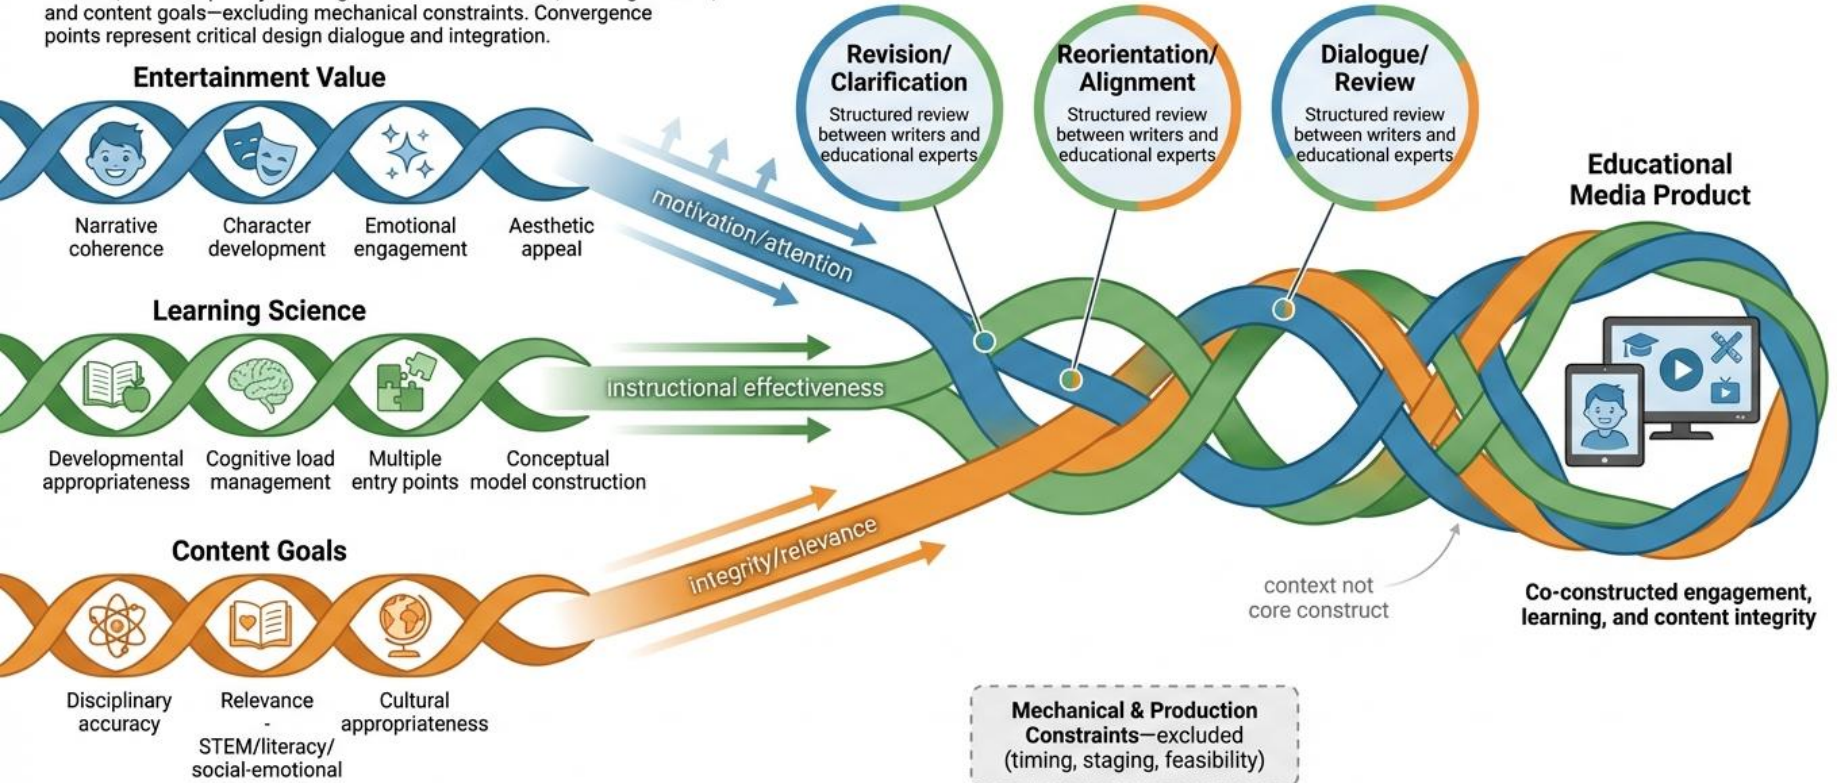 and content goals—excluding mechanical constraints. Convergence
points represent critical design dialogue and integration.
Entertainment Value
Narrative
coherence
Character
development
Emotional
engagement
Aesthetic
appeal
motivation/attention
Learning Science
Developmental
appropriateness
Cognitive load
management
Multiple
entry points
Conceptual
model construction
instructional effectiveness
Content Goals
Disciplinary
accuracy
Relevance
-
STEM/literacy/
social-emotional
Cultural
appropriateness
integrity/relevance
Revision/
Clarification
Structured review
between writers and
educational experts
Reorientation/
Alignment
Structured review
between writers and
educational experts
Dialogue/
Review
Structured review
between writers and
educational experts
Educational
Media Product
Co-constructed engagement,
learning, and content integrity
context not
core construct
Mechanical & Production
Constraints—excluded
(timing, staging, feasibility)